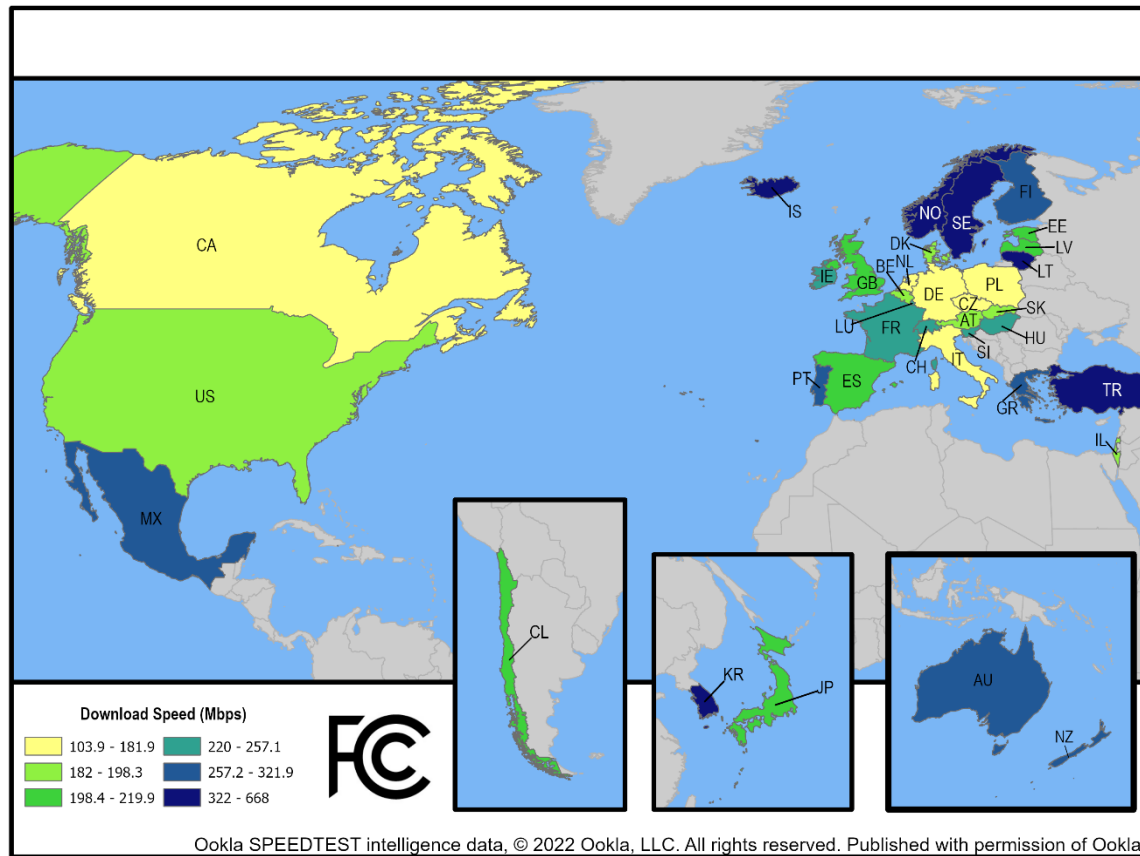 CA
US
MX
IS
NO
SE
FI
EE
LV
LT
DK
NL
BE
IE
GB
DE
PL
CZ
SK
AT
LU
FR
HU
SI
CH
IT
PT
ES
GR
TR
IL
CL
KR
JP
AU
NZ
Download Speed (Mbps)
103.9 - 181.9
182 - 198.3
198.4 - 219.9
220 - 257.1
257.2 - 321.9
322 - 668
FCC
Ookla SPEEDTEST intelligence data, © 2022 Ookla, LLC. All rights reserved. Published with permission of Ookla